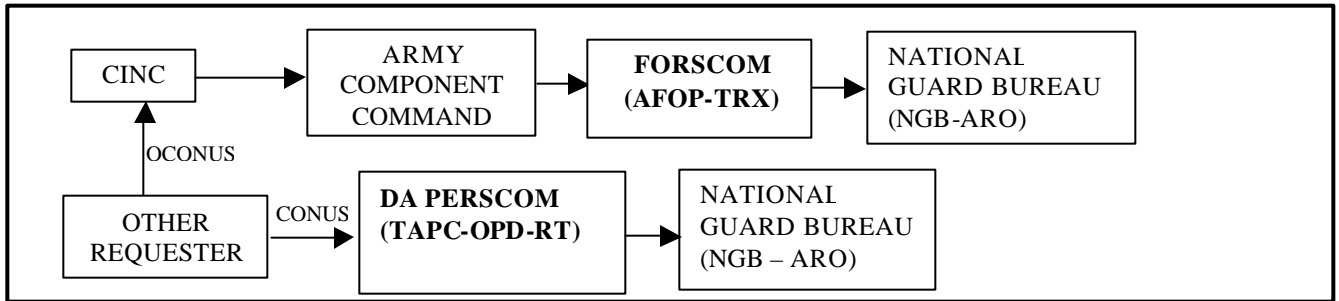 CINC
ARMY
COMPONENT
COMMAND
FORSCOM
(AFOP-TRX)
NATIONAL
GUARD BUREAU
(NGB-ARO)
OCONUS
OTHER
REQUESTER
CONUS
DA PERSCOM
(TAPC-OPD-RT)
NATIONAL
GUARD BUREAU
(NGB – ARO)